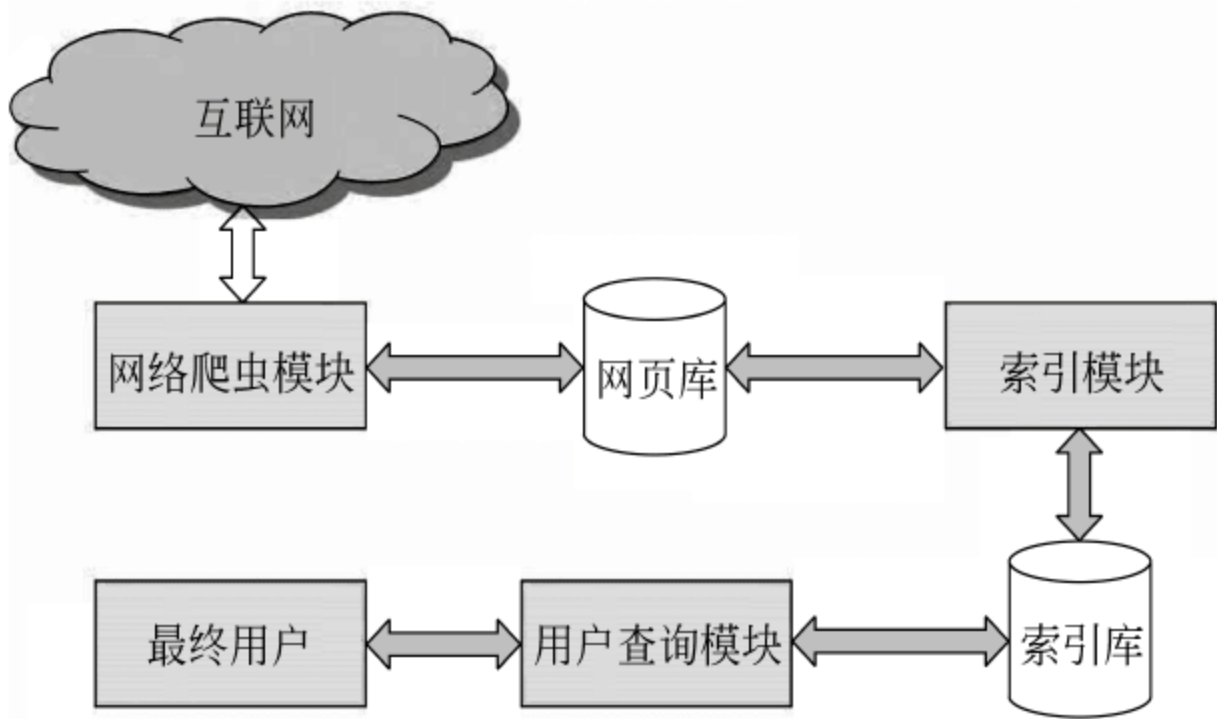 互联网
网络爬虫模块
网页库
索引模块
最终用户
用户查询模块
索引库